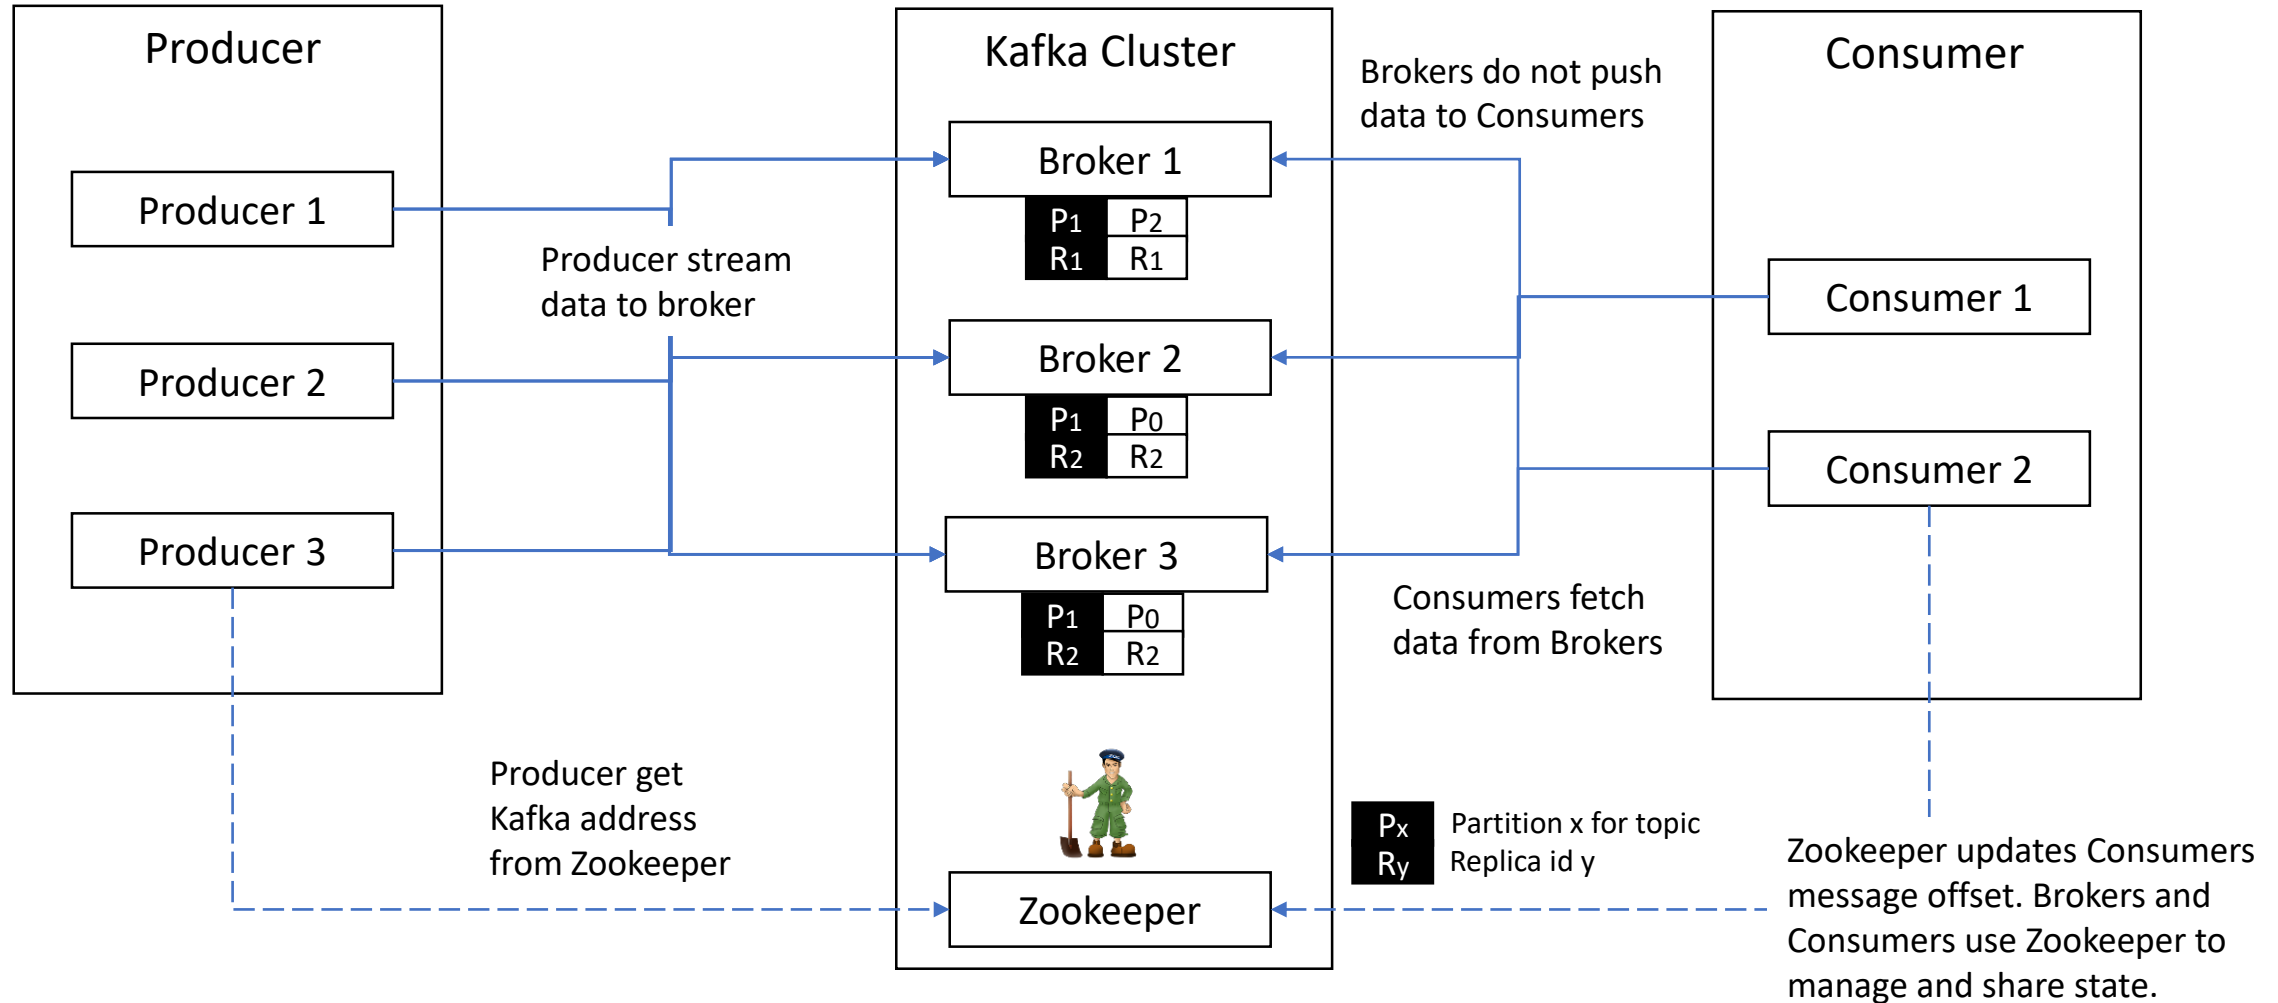 Producer
Producer 1
Producer 2
Producer 3
Producer stream
data to broker
Producer get
Kafka address
from Zookeeper
Kafka Cluster
Broker 1
P1 P2
R1 R1
Broker 2
P1 P0
R2 R2
Broker 3
P1 P0
R2 R2
Zookeeper
Brokers do not push
data to Consumers
Consumers fetch
data from Brokers
Px Partition x for topic
Ry Replica id y
Consumer
Consumer 1
Consumer 2
Zookeeper updates Consumers
message offset. Brokers and
Consumers use Zookeeper to
manage and share state.